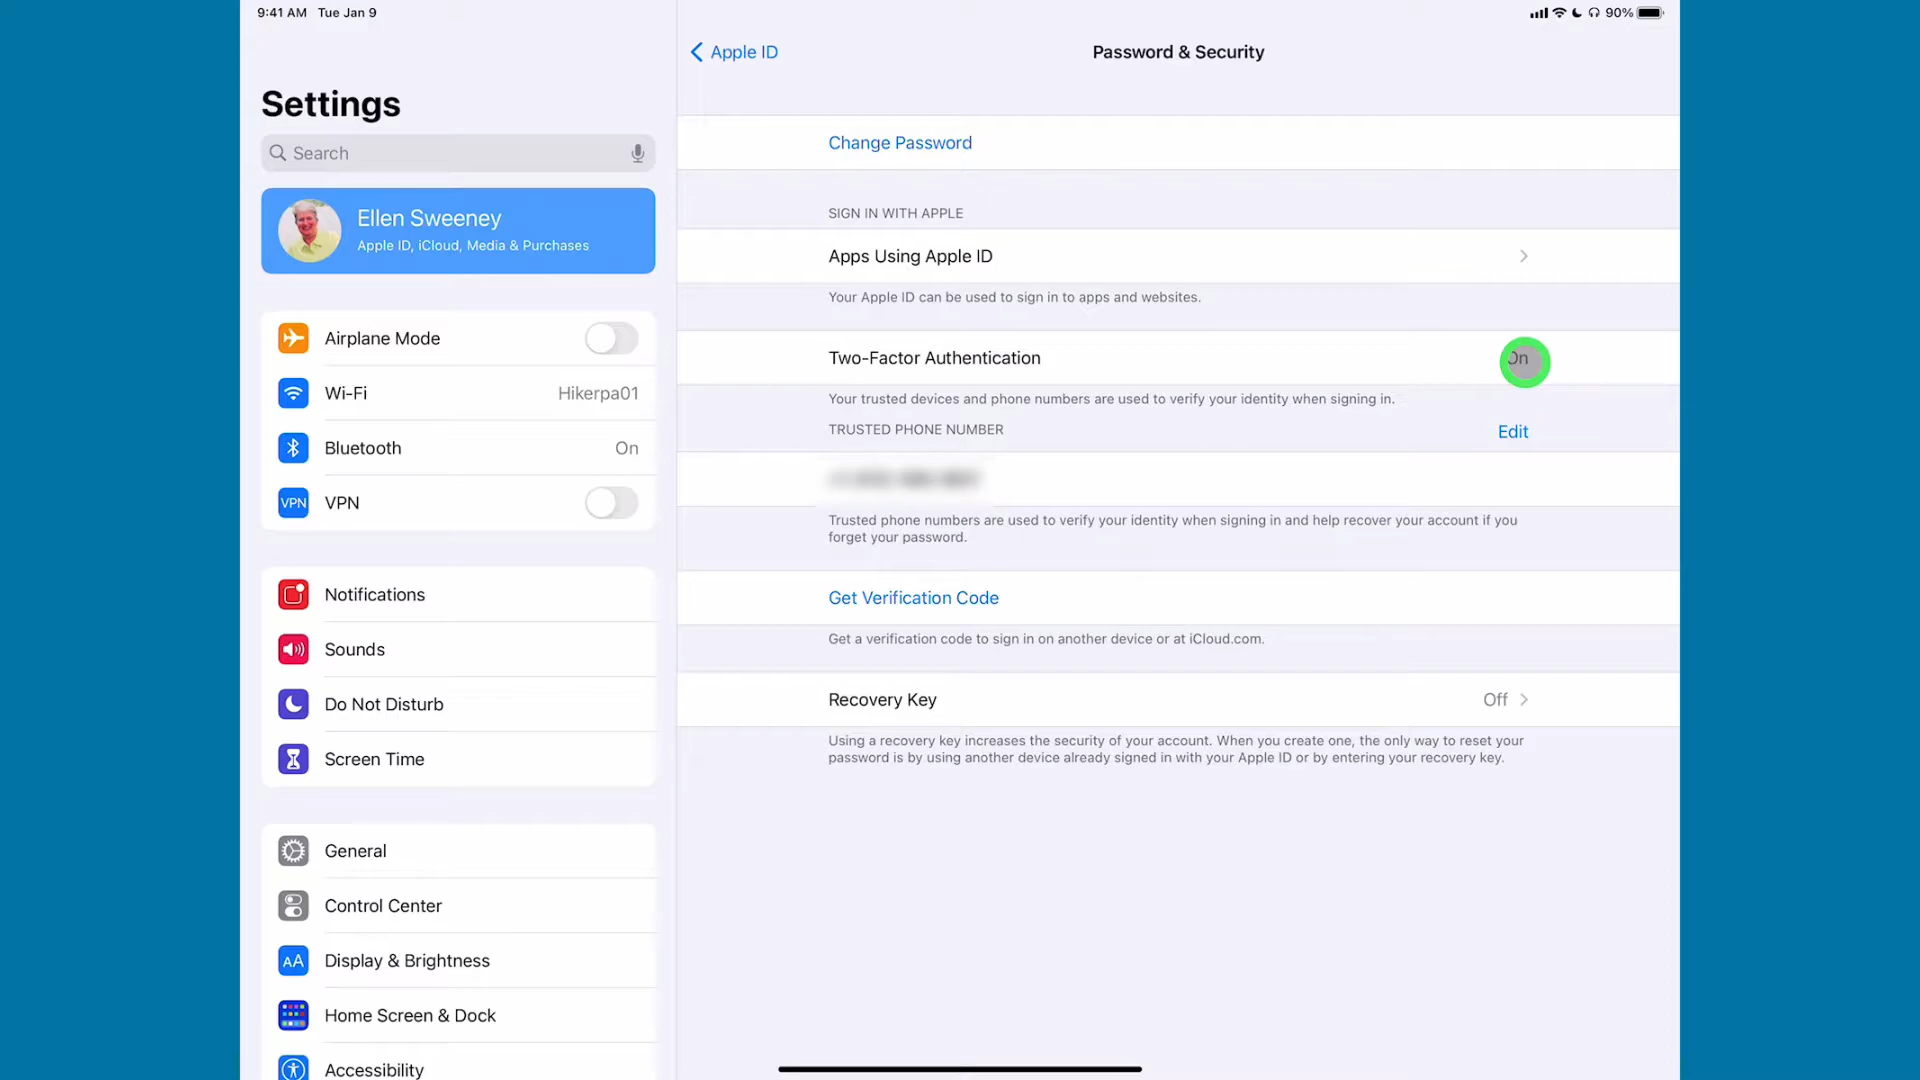 9:41 AM Tue Jan 9
90%
Settings
Search
Ellen Sweeney
Apple ID, iCloud, Media & Purchases
Airplane Mode
Wi-Fi Hikerpa01
Bluetooth On
VPN VPN
Notifications
Sounds
Do Not Disturb
Screen Time
General
Control Center
AA Display & Brightness
Home Screen & Dock
Accessibility
Apple ID
Password & Security
Change Password
SIGN IN WITH APPLE
Apps Using Apple ID
Your Apple ID can be used to sign in to apps and websites.
Two-Factor Authentication On
Your trusted devices and phone numbers are used to verify your identity when signing in.
TRUSTED PHONE NUMBER Edit
Trusted phone numbers are used to verify your identity when signing in and help recover your account if you
forget your password.
Get Verification Code
Get a verification code to sign in on another device or at iCloud.com.
Recovery Key Off
Using a recovery key increases the security of your account. When you create one, the only way to reset your
password is by using another device already signed in with your Apple ID or by entering your recovery key.